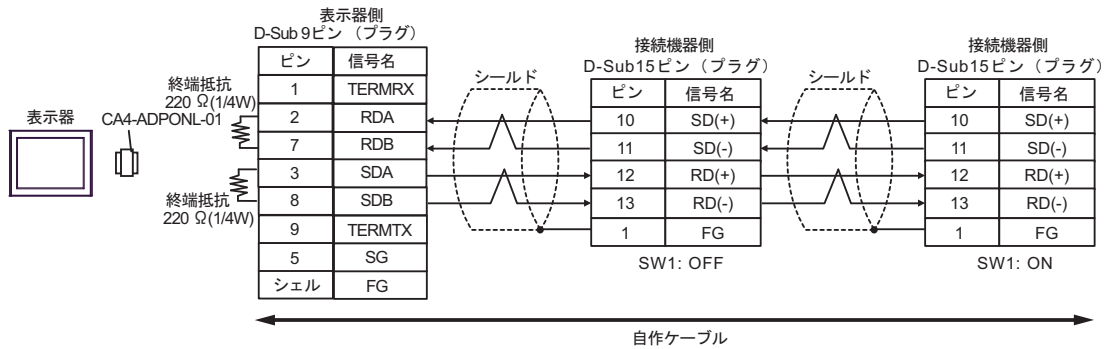 表示器側
D-Sub 9ピン （プラグ）
ピン 信号名
1 TERMRX
2 RDA
7 RDB
3 SDA
8 SDB
9 TERMTX
5 SG
シェル FG
終端抵抗
220 Ω(1/4W)
表示器
CA4-ADPONL-01
終端抵抗
220 Ω(1/4W)
シールド
接続機器側
D-Sub15ピン（プラグ）
ピン 信号名
10 SD(+)
11 SD(-)
12 RD(+)
13 RD(-)
1 FG
SW1: OFF
シールド
接続機器側
D-Sub15ピン（プラグ）
ピン 信号名
10 SD(+)
11 SD(-)
12 RD(+)
13 RD(-)
1 FG
SW1: ON
自作ケーブル